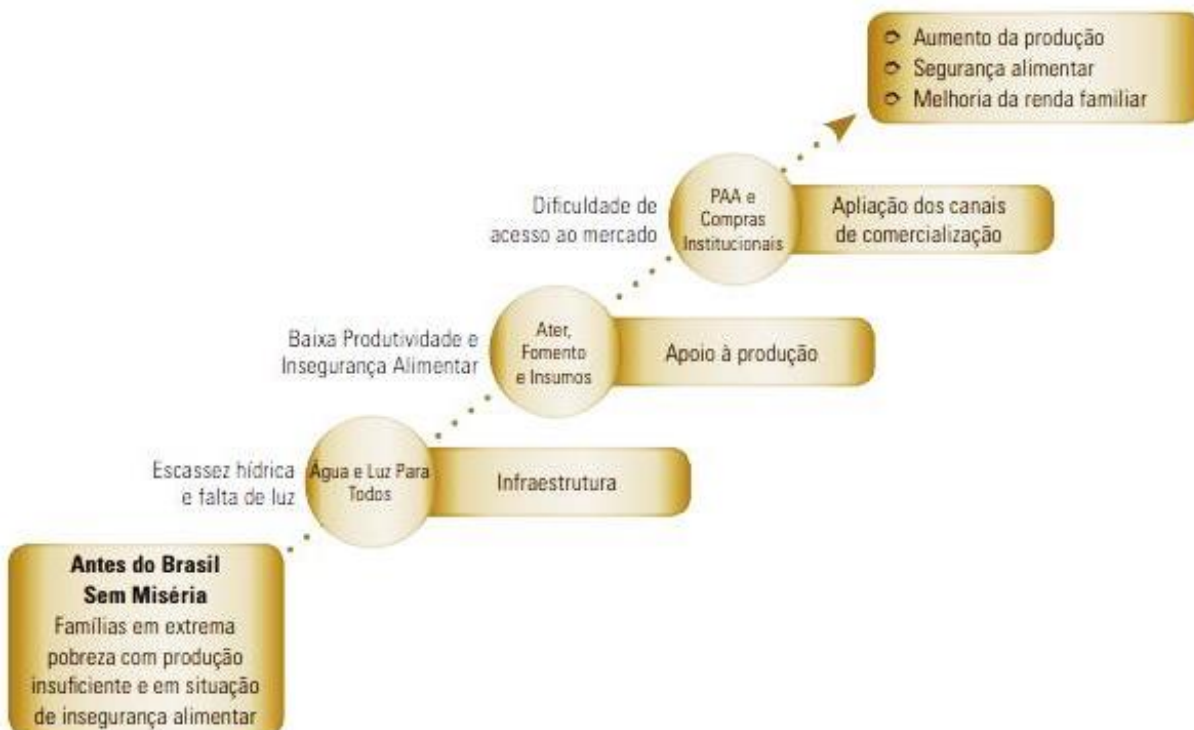 Aumento da produção
Segurança alimentar
Melhoria da renda familiar
Dificuldade de
acesso ao mercado
PAA e
Compras
Institucionais
Apliação dos canais
de comercialização
Baixa Produtividade e
Insegurança Alimentar
Ater,
Fomento
e Insumos
Apoio à produção
Escassez hídrica
e falta de luz
Água e Luz Para
Todos
Infraestrutura
Antes do Brasil
Sem Miséria
Famílias em extrema
pobreza com produção
insuficiente e em situação
de insegurança alimentar